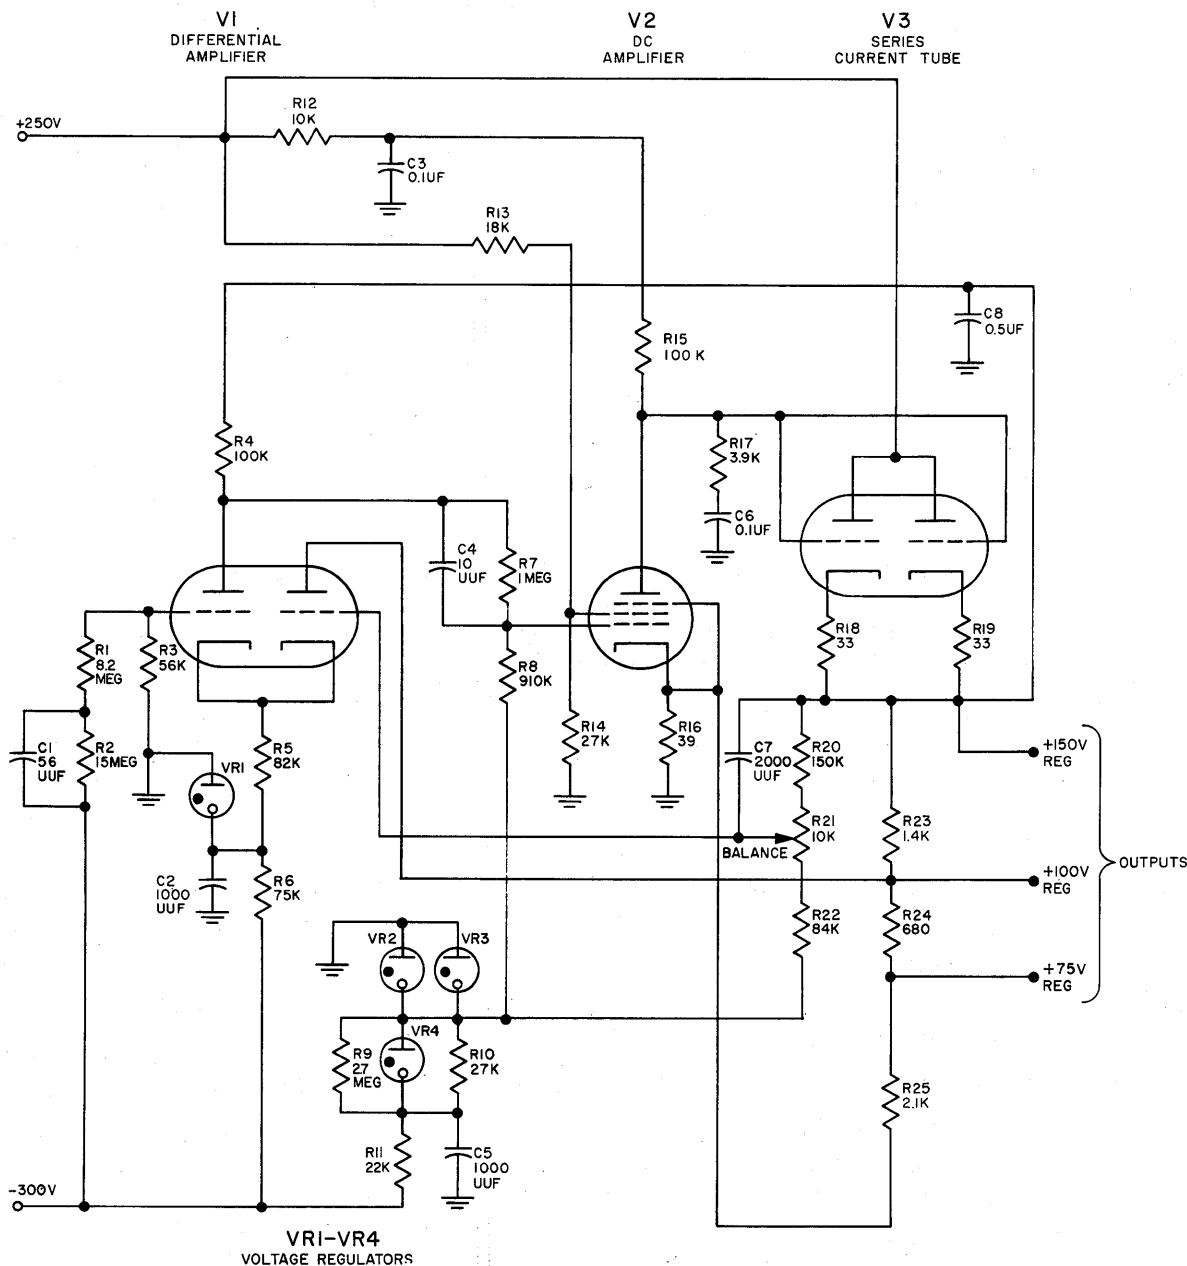 V1
DIFFERENTIAL
AMPLIFIER
V2
DC
AMPLIFIER
V3
SERIES
CURRENT TUBE
+250V
R12
10K
C3
0.1UF
R13
18K
C8
0.5UF
R15
100 K
R4
100K
R17
3.9K
C6
0.1UF
C4
10
UUF
R7
1MEG
R1
8.2
MEG
R3
56K
R8
910K
R18
33
R19
33
C1
56
UUF
R2
15MEG
VR1
R5
82K
R14
27K
R16
39
C7
2000
UUF
R20
150K
+150V
REG
R21
10K
BALANCE
R23
1.4K
OUTPUTS
C2
1000
UUF
R6
75K
+100V
REG
R22
84K
R24
680
VR2
VR3
+75V
REG
VR4
R9
2.7
MEG
R10
27K
R25
2.1K
R11
22K
C5
1000
UUF
-300V
VR1-VR4
VOLTAGE REGULATORS